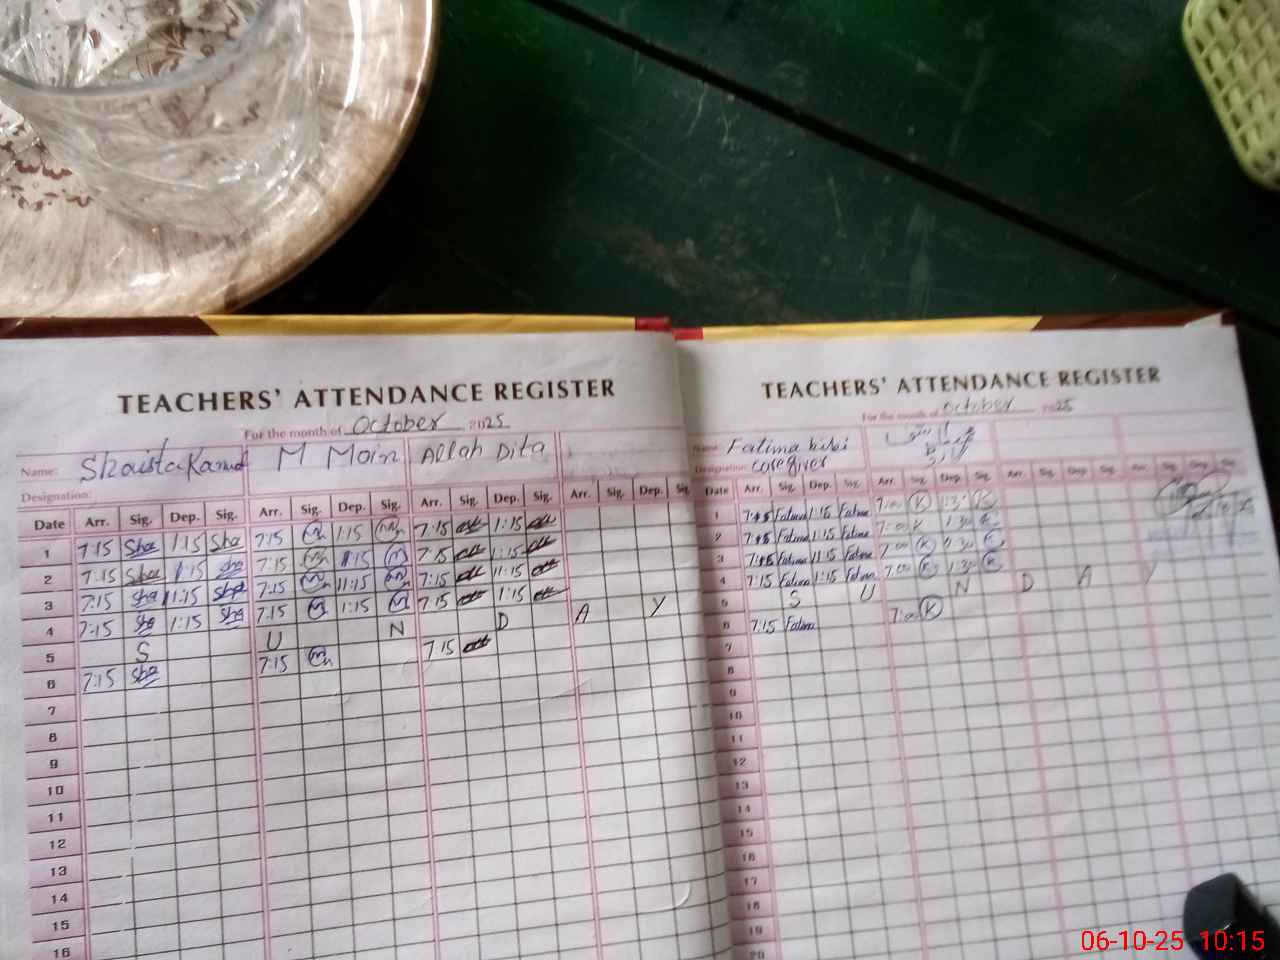 TEACHERS' ATTENDANCE REGISTER
For the month of October 2025
Name: Shaista Kanwal M Moin Allah Dita
Designation:
Date Arr. Sig. Dep. Sig. Arr. Sig. Dep. Sig. Arr. Sig. Dep. Sig. Arr. Sig. Dep. Sig
1 7:15 Sha 1:15 Sha 7:15 1:15 7:15 1:15
2 7:15 Sha 1:15 Sha 7:15 1:15 7:15 1:15
3 7:15 Sha 11:15 Sha 7:15 11:15 7:15 11:15
4 7:15 Sha 1:15 Sha 7:15 1:15 7:15 1:15
5 S U N D A Y
6 7:15 Sha 7:15 7:15
7
8
9
10
11
12
13
14
15
16
TEACHERS' ATTENDANCE REGISTER
For the month of October 2025
Name: Fatima bibi
Designation: caregiver
Date Arr. Sig. Dep. Sig. Arr. Sig. Dep. Sig. Arr. Sig. Dep. Sig. Arr. Sig. Dep. Sig.
1 7:15 Fatima 1:15 Fatima 7:00 K 1:30 K
2 7:15 Fatima 1:15 Fatima 7:00 K 1:30 K
3 7:15 Fatima 11:15 Fatima 7:00 K 1:30 K
4 7:15 Fatima 1:15 Fatima 7:00 K 1:30 K
5 S U N D A Y
6 7:15 Fatima 7:00 K
7
8
9
10
11
12
13
14
15
16
17
18
19
20
06-10-25 10:15